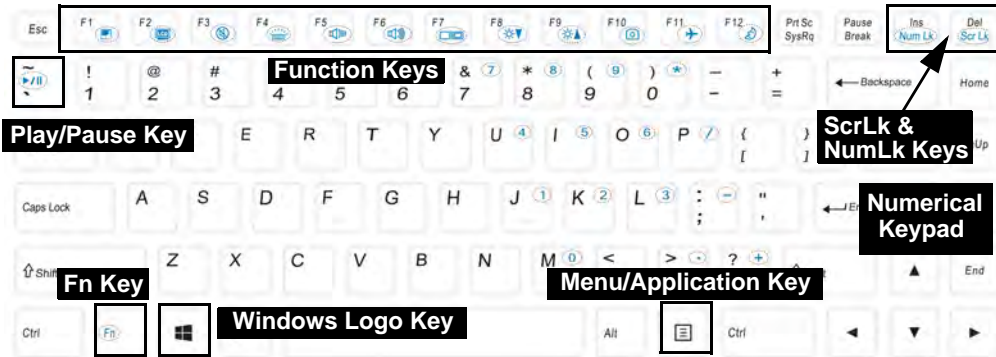 Esc F1 F2 F3 F4 F5 F6 F7 F8 F9 F10 F11 F12 Prt Sc SysRq Pause Break Ins Num Lk Del Scr Lk
~ ` ! 1 @ 2 # 3 4 5 6 & 7 7 * 8 8 ( 9 9 ) 0 * — - + = Backspace Home
Function Keys
Play/Pause Key
E R T Y U 4 I 5 O 6 P / { [ } ] Up
ScrLk &
NumLk Keys
Caps Lock A S D F G H J 1 K 2 L 3 : ; - " '
Numerical
Keypad
Shift Z X C V B N M 0 < > . ? + End
Fn Key
Menu/Application Key
Ctrl Fn Alt Ctrl
Windows Logo Key